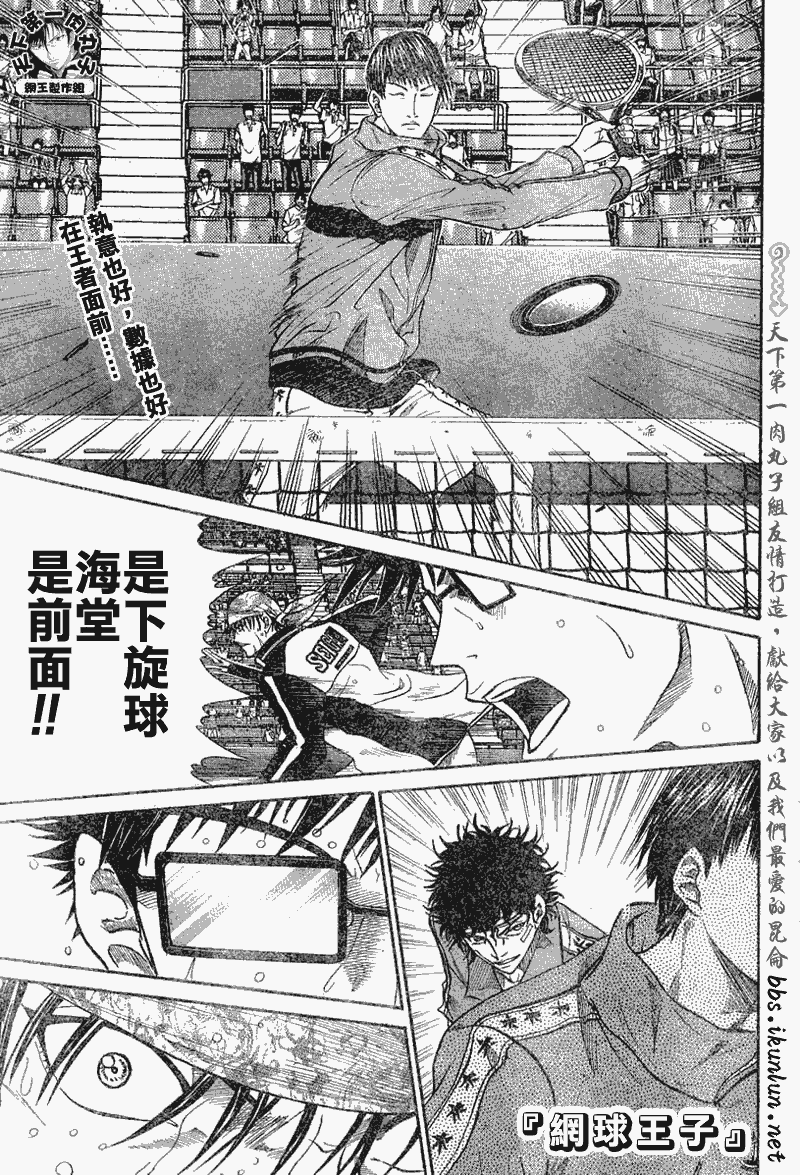 天下第一肉丸子
網王製作組
執意也好，數據也好
在王者面前……
是下旋球
海堂
是前面!!
SEIGAKU
『網球王子』
天下第一肉丸子組友情打造，獻給大家以及我們最愛的昆侖
bbs.ikunlun.net